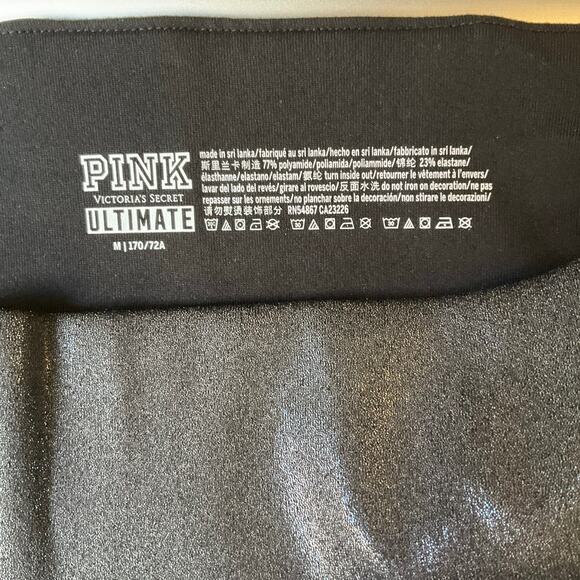 PINK
VICTORIA'S SECRET
ULTIMATE
M | 170/72A
made in sri lanka/fabriqué au sri lanka/hecho en sri lanka/fabbricato in sri lanka/
斯里兰卡制造 77% polyamide/poliamida/poliammide/锦纶 23% elastane/
élasthanne/elastano/elastam/氨纶 turn inside out/retourner le vêtement à l'envers/
lavar del lado del revés/girare al rovescio/反面水洗 do not iron on decoration/ne pas
repasser sur les ornements/no planchar sobre la decoración/non stirare le decorazioni/
请勿熨烫装饰部分 RN54867 CA23226